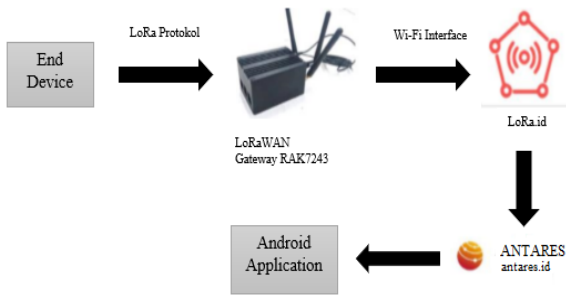 LoRa Protokol
Wi-Fi Interface
End
Device
LoRa.id
LoRaWAN
Gateway RAK7243
Android
Application
ANTARES
antares.id